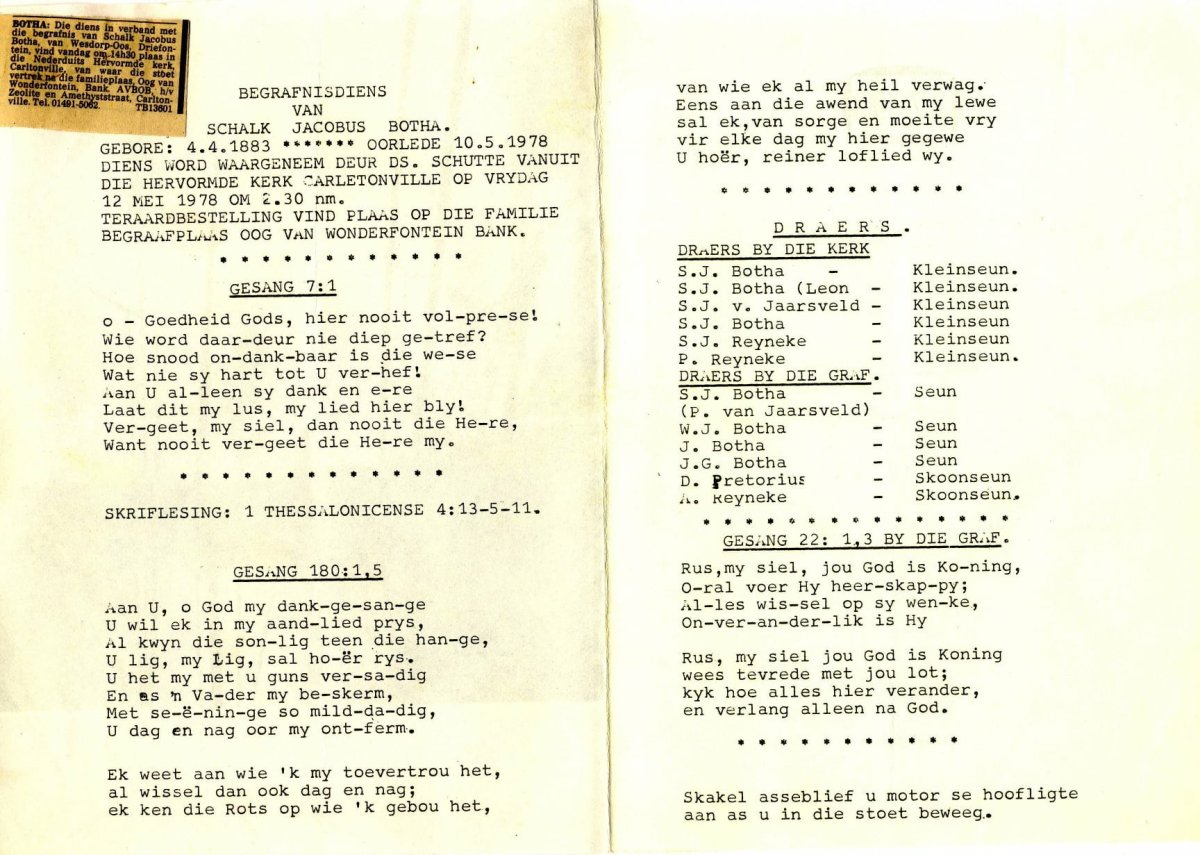 BOTHA: Die diens in verband met
die begrafnis van Schalk Jacobus
Botha, van Wesdorp-Oos, Driefon-
tein, vind vandag om 14h30 plaas in
die Nederduits Hervormde kerk,
Carltonville, van waar die stoet
vertrek na die familieplaas, Oog van
Wonderfontein, Bank. AVBOB, h/v
Zeolite en Amethyststraat, Carlton-
ville. Tel. 01491-5062. TB13601
BEGRAFNISDIENS
VAN
SCHALK JACOBUS BOTHA.
GEBORE: 4.4.1883 ******* OORLEDE 10.5.1978
DIENS WORD WAARGENEEM DEUR DS. SCHUTTE VANUIT
DIE HERVORMDE KERK CARLETONVILLE OP VRYDAG
12 MEI 1978 OM 2.30 nm.
TERAARDBESTELLING VIND PLAAS OP DIE FAMILIE
BEGRAAFPLAAS OOG VAN WONDERFONTEIN BANK.
* * * * * * * * * * * *
GESANG 7:1
o - Goedheid Gods, hier nooit vol-pre-se!
Wie word daar-deur nie diep ge-tref?
Hoe snood on-dank-baar is die we-se
Wat nie sy hart tot U ver-hef!
Aan U al-leen sy dank en e-re
Laat dit my lus, my lied hier bly!
Ver-geet, my siel, dan nooit die He-re,
Want nooit ver-geet die He-re my.
* * * * * * * * * * * * *
SKRIFLESING: 1 THESSALONICENSE 4:13-5-11.
GESANG 180:1,5
Aan U, o God my dank-ge-san-ge
U wil ek in my aand-lied prys,
Al kwyn die son-lig teen die han-ge,
U lig, my Lig, sal ho-ër rys.
U het my met u guns ver-sa-dig
En as 'n Va-der my be-skerm,
Met se-ë-nin-ge so mild-da-dig,
U dag en nag oor my ont-ferm.
Ek weet aan wie 'k my toevertrou het,
al wissel dan ook dag en nag;
ek ken die Rots op wie 'k gebou het,
van wie ek al my heil verwag.
Eens aan die awend van my lewe
sal ek,van sorge en moeite vry
vir elke dag my hier gegewe
U hoër, reiner loflied wy.
* * * * * * * * * * * * *
DRAERS.
DRAERS BY DIE KERK
S.J. Botha - Kleinseun.
S.J. Botha (Leon - Kleinseun.
S.J. v. Jaarsveld - Kleinseun
S.J. Botha - Kleinseun
S.J. Reyneke - Kleinseun
P. Reyneke - Kleinseun.
DRAERS BY DIE GRAF.
S.J. Botha - Seun
(P. van Jaarsveld)
W.J. Botha - Seun
J. Botha - Seun
J.G. Botha - Seun
D. Pretorius - Skoonseun
A. Reyneke - Skoonseun.
* * * * * * * * * * * * * * *
GESANG 22: 1,3 BY DIE GRAF.
Rus,my siel, jou God is Ko-ning,
O-ral voer Hy heer-skap-py;
Al-les wis-sel op sy wen-ke,
On-ver-an-der-lik is Hy
Rus, my siel jou God is Koning
wees tevrede met jou lot;
kyk hoe alles hier verander,
en verlang alleen na God.
* * * * * * * * * * *
Skakel asseblief u motor se hoofligte
aan as u in die stoet beweeg.